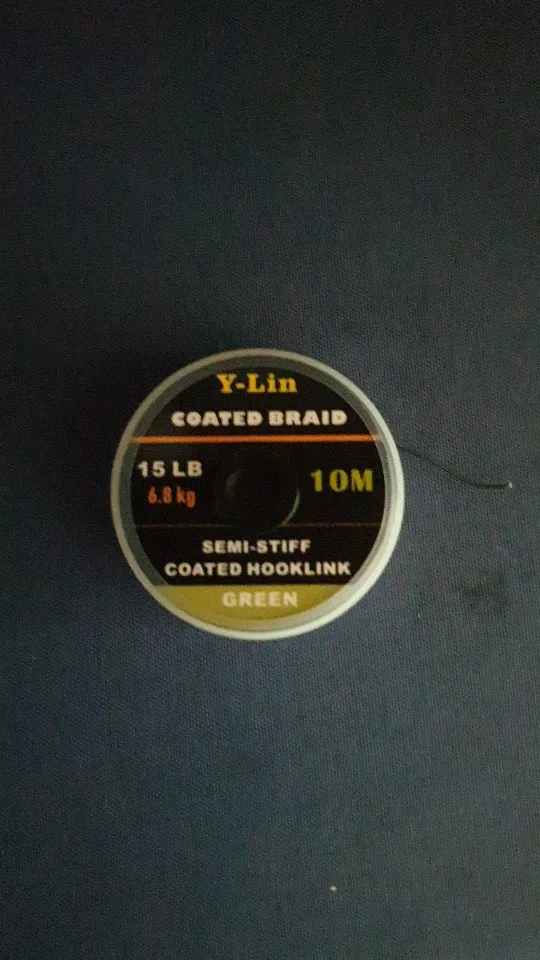 Y-Lin
COATED BRAID
15 LB
6.8 kg
10M
SEMI-STIFF
COATED HOOKLINK
GREEN